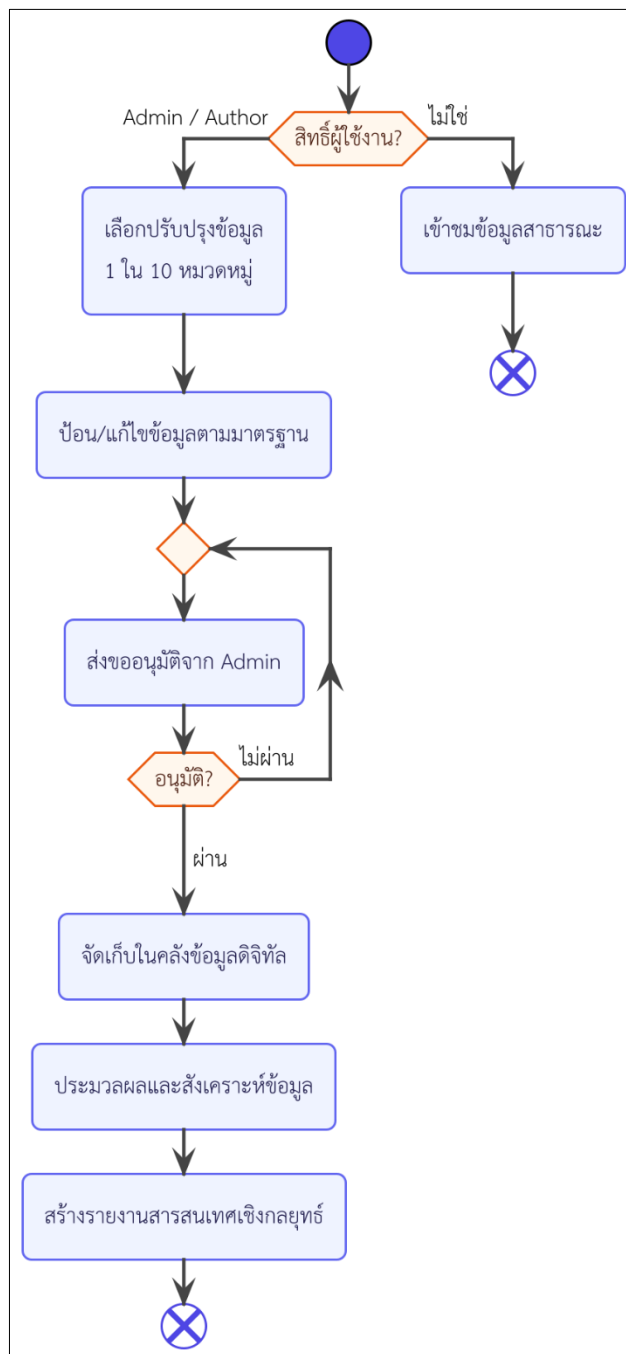 Admin / Author
สิทธิ์ผู้ใช้งาน?
ไม่ใช่
เลือกปรับปรุงข้อมูล
1 ใน 10 หมวดหมู่
เข้าชมข้อมูลสาธารณะ
ป้อน/แก้ไขข้อมูลตามมาตรฐาน
ส่งขออนุมัติจาก Admin
อนุมัติ?
ไม่ผ่าน
ผ่าน
จัดเก็บในคลังข้อมูลดิจิทัล
ประมวลผลและสังเคราะห์ข้อมูล
สร้างรายงานสารสนเทศเชิงกลยุทธ์